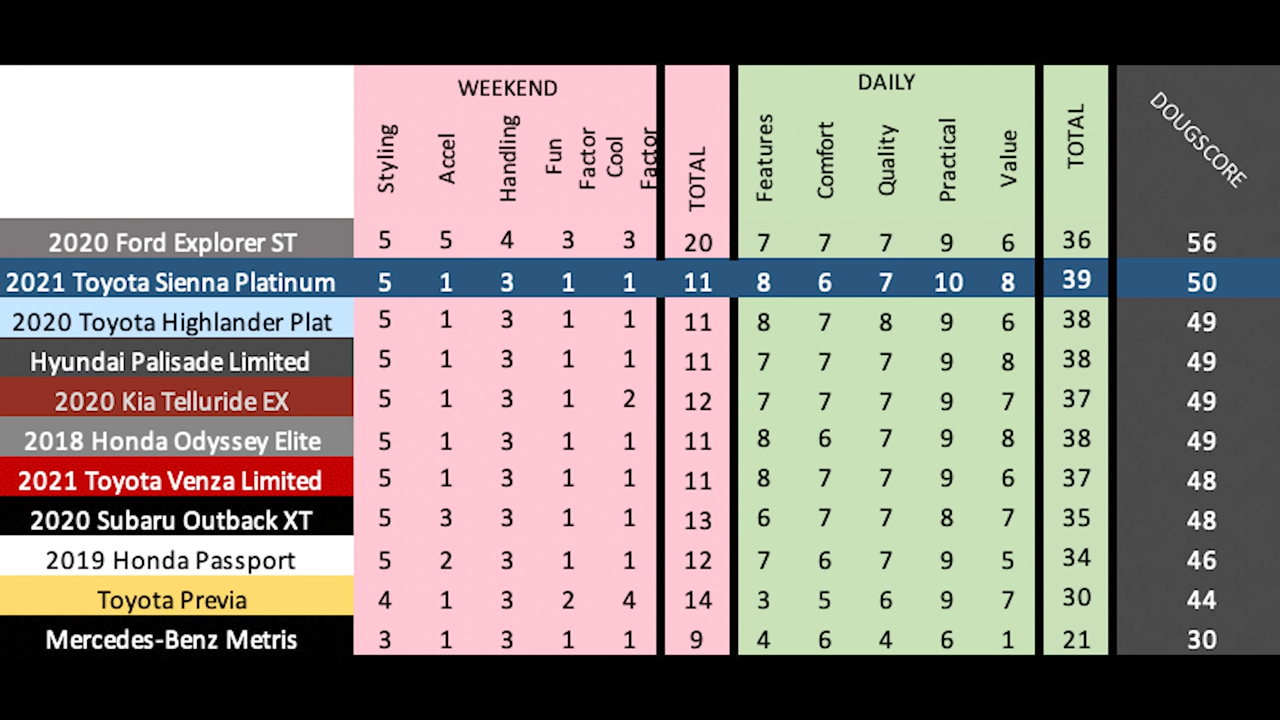 WEEKEND DAILY
Styling Accel Handling Fun Factor Cool Factor TOTAL Features Comfort Quality Practical Value TOTAL DOUGSCORE
2020 Ford Explorer ST 5 5 4 3 3 20 7 7 7 9 6 36 56
2021 Toyota Sienna Platinum 5 1 3 1 1 11 8 6 7 10 8 39 50
2020 Toyota Highlander Plat 5 1 3 1 1 11 8 7 8 9 6 38 49
Hyundai Palisade Limited 5 1 3 1 1 11 7 7 7 9 8 38 49
2020 Kia Telluride EX 5 1 3 1 2 12 7 7 7 9 7 37 49
2018 Honda Odyssey Elite 5 1 3 1 1 11 8 6 7 9 8 38 49
2021 Toyota Venza Limited 5 1 3 1 1 11 8 7 7 9 6 37 48
2020 Subaru Outback XT 5 3 3 1 1 13 6 7 7 8 7 35 48
2019 Honda Passport 5 2 3 1 1 12 7 6 7 9 5 34 46
Toyota Previa 4 1 3 2 4 14 3 5 6 9 7 30 44
Mercedes-Benz Metris 3 1 3 1 1 9 4 6 4 6 1 21 30